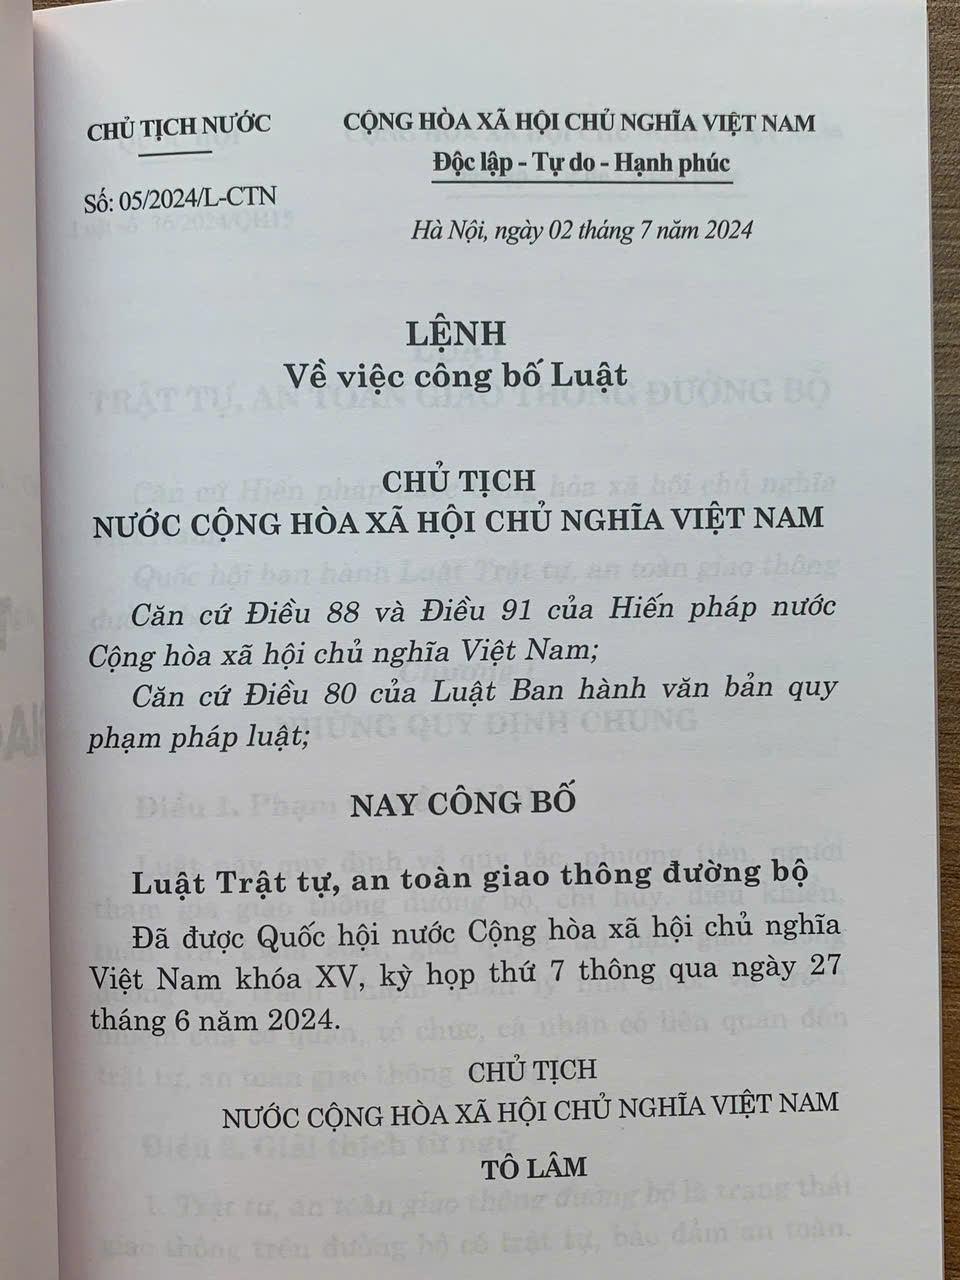 CHỦ TỊCH NƯỚC
CỘNG HÒA XÃ HỘI CHỦ NGHĨA VIỆT NAM
Độc lập - Tự do - Hạnh phúc
Số: 05/2024/L-CTN
Hà Nội, ngày 02 tháng 7 năm 2024
LỆNH
Về việc công bố Luật
CHỦ TỊCH
NƯỚC CỘNG HÒA XÃ HỘI CHỦ NGHĨA VIỆT NAM
Căn cứ Điều 88 và Điều 91 của Hiến pháp nước
Cộng hòa xã hội chủ nghĩa Việt Nam;
Căn cứ Điều 80 của Luật Ban hành văn bản quy
phạm pháp luật;
NAY CÔNG BỐ
Luật Trật tự, an toàn giao thông đường bộ
Đã được Quốc hội nước Cộng hòa xã hội chủ nghĩa
Việt Nam khóa XV, kỳ họp thứ 7 thông qua ngày 27
tháng 6 năm 2024.
CHỦ TỊCH
NƯỚC CỘNG HÒA XÃ HỘI CHỦ NGHĨA VIỆT NAM
TÔ LÂM